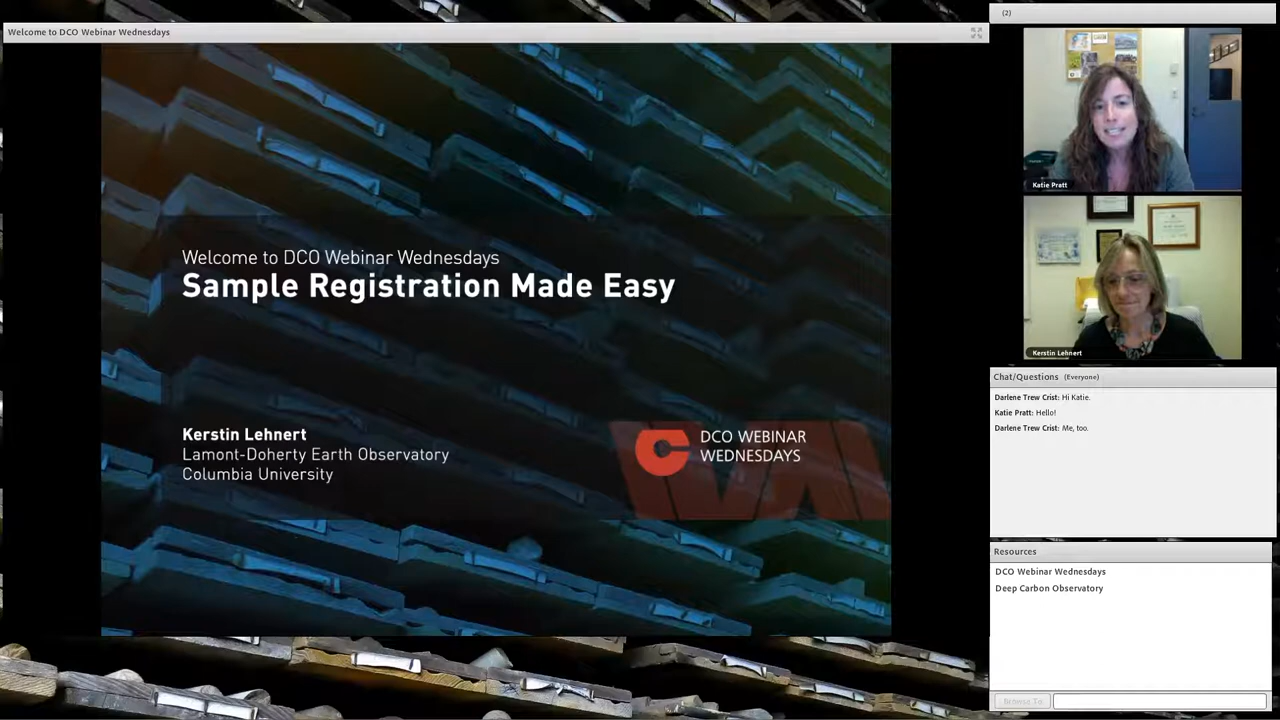 Welcome to DCO Webinar Wednesdays
Welcome to DCO Webinar Wednesdays
Sample Registration Made Easy
Kerstin Lehnert
Lamont-Doherty Earth Observatory
Columbia University
DCO WEBINAR
WEDNESDAYS
(2)
Katie Pratt
Kerstin Lehnert
Chat/Questions (Everyone)
Darlene Trew Crist: Hi Katie.
Katie Pratt: Hello!
Darlene Trew Crist: Me, too.
Resources
DCO Webinar Wednesdays
Deep Carbon Observatory
Browse To